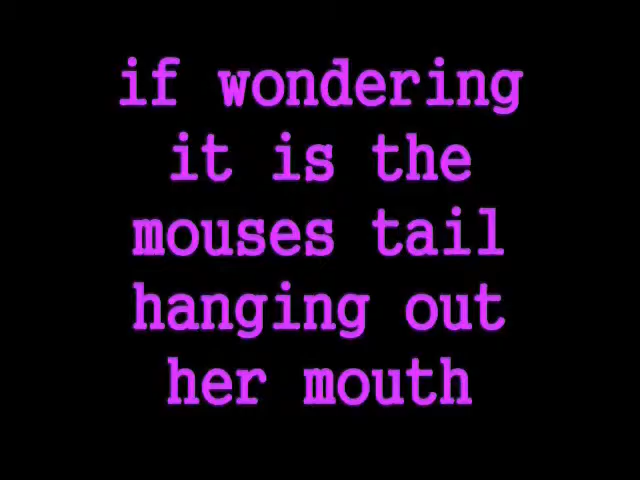 if wondering
it is the
mouses tail
hanging out
her mouth